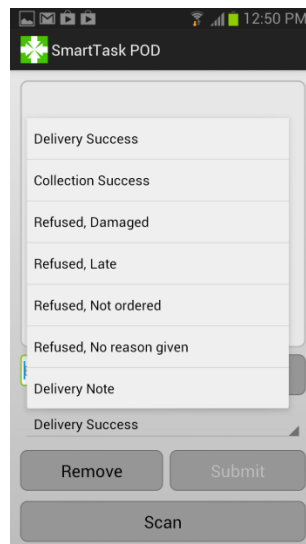 12:50 PM
SmartTask POD
Delivery Success
Collection Success
Refused, Damaged
Refused, Late
Refused, Not ordered
Refused, No reason given
Delivery Note
Delivery Success
Remove
Submit
Scan